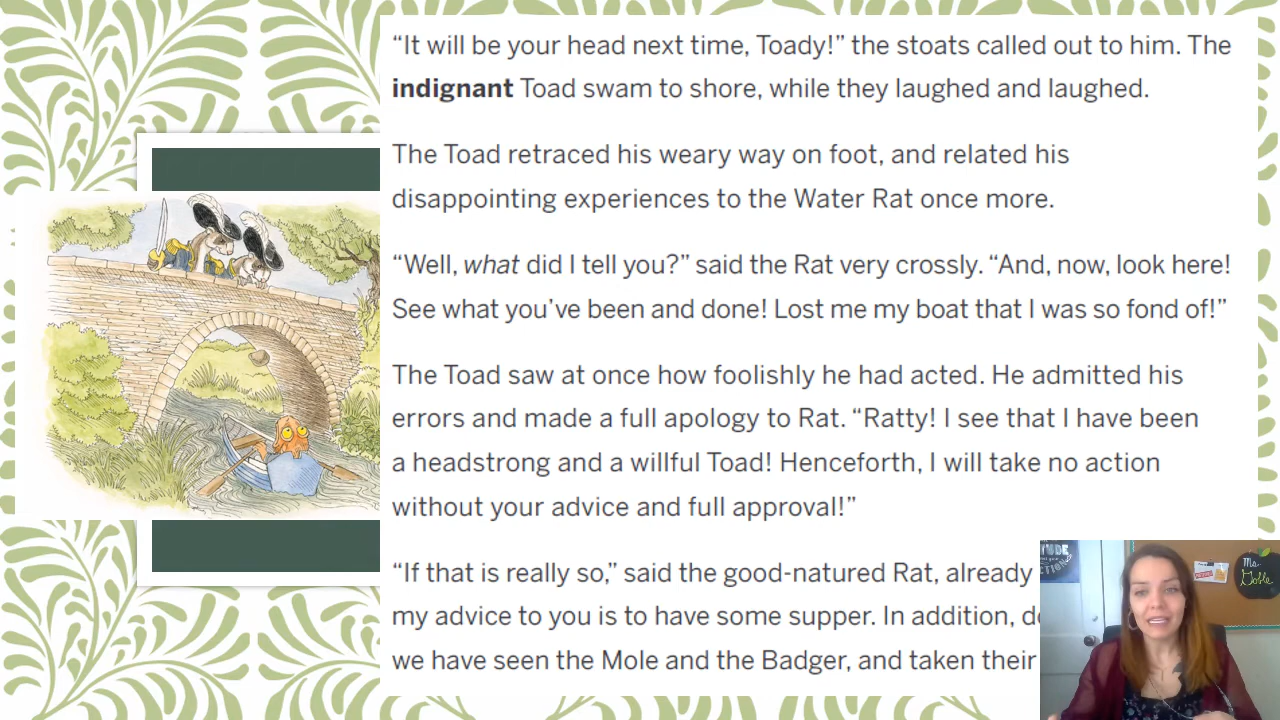 “It will be your head next time, Toady!” the stoats called out to him. The
indignant Toad swam to shore, while they laughed and laughed.
The Toad retraced his weary way on foot, and related his
disappointing experiences to the Water Rat once more.
“Well, what did I tell you?” said the Rat very crossly. “And, now, look here!
See what you’ve been and done! Lost me my boat that I was so fond of!”
The Toad saw at once how foolishly he had acted. He admitted his
errors and made a full apology to Rat. “Ratty! I see that I have been
a headstrong and a willful Toad! Henceforth, I will take no action
without your advice and full approval!”
“If that is really so,” said the good-natured Rat, already
my advice to you is to have some supper. In addition,
we have seen the Mole and the Badger, and taken their
Ms.
Goble